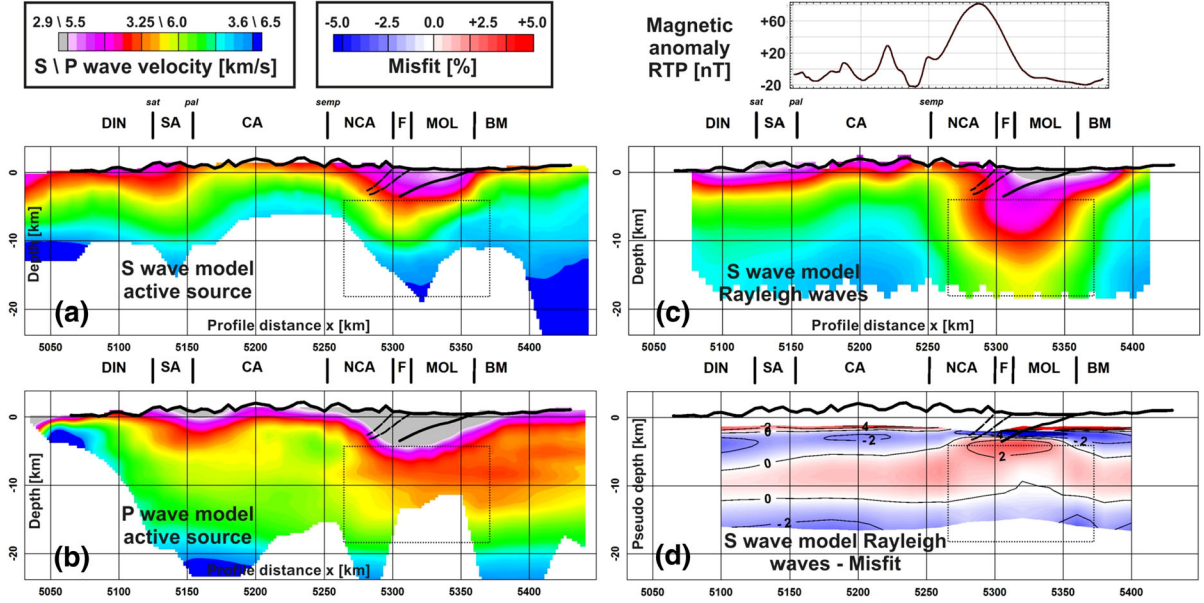 2.9 \ 5.5 3.25 \ 6.0 3.6 \ 6.5
S \ P wave velocity [km/s]
-5.0 -2.5 0.0 +2.5 +5.0
Misfit [%]
Magnetic
anomaly
RTP [nT]
+60
+20
-20
sat pal semp
DIN SA CA NCA F MOL BM
0
-10
-20
Depth [km]
S wave model
active source
(a)
Profile distance x [km]
5050 5100 5150 5200 5250 5300 5350 5400
sat pal semp
DIN SA CA NCA F MOL BM
0
-10
-20
Depth [km]
S wave model
Rayleigh waves
(c)
Profile distance x [km]
5050 5100 5150 5200 5250 5300 5350 5400
DIN SA CA NCA F MOL BM
0
-10
-20
Depth [km]
P wave model
active source
(b)
Profile distance x [km]
5050 5100 5150 5200 5250 5300 5350 5400
DIN SA CA NCA F MOL BM
0
-10
-20
Pseudo depth [km]
4
-2
-2
2
0
0
0
-2
-2
S wave model Rayleigh
waves - Misfit
(d)
5050 5100 5150 5200 5250 5300 5350 5400